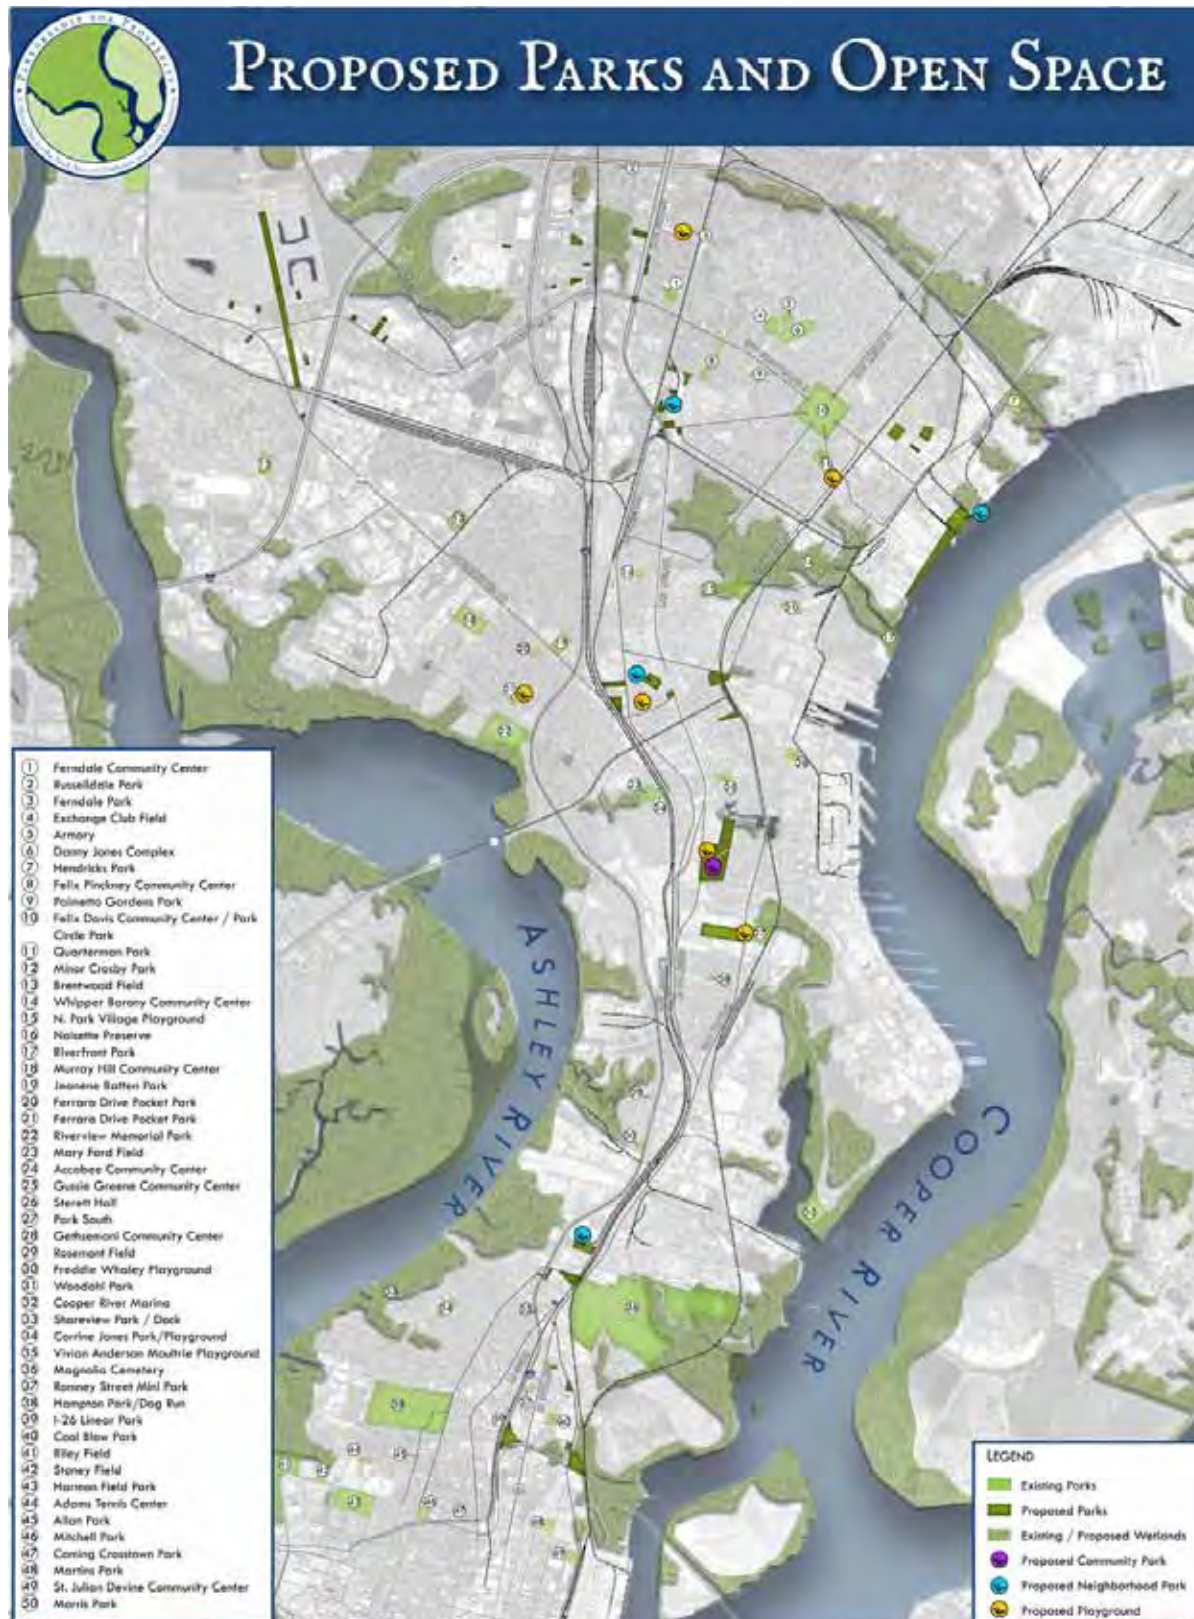 PROPOSED PARKS AND OPEN SPACE
1 Ferndale Community Center
2 Russelldale Park
3 Ferndale Park
4 Exchange Club Field
5 Armory
6 Danny Jones Complex
7 Hendricks Park
8 Felix Pinckney Community Center
9 Palmetto Gardens Park
10 Felix Davis Community Center / Park
Circle Park
11 Quarterman Park
12 Minor Crosby Park
13 Brentwood Field
14 Whipper Barony Community Center
15 N. Park Village Playground
16 Noisette Preserve
17 Riverfront Park
18 Murray Hill Community Center
19 Jeanene Batten Park
20 Ferrara Drive Pocket Park
21 Ferrara Drive Pocket Park
22 Riverview Memorial Park
23 Mary Ford Field
24 Accabee Community Center
25 Gussie Greene Community Center
26 Sterett Hall
27 Park South
28 Gethsemani Community Center
29 Rosemont Field
30 Freddie Whaley Playground
31 Woodahl Park
32 Cooper River Marina
33 Shoreview Park / Dock
34 Corrine Jones Park/Playground
35 Vivian Anderson Moultrie Playground
36 Magnolia Cemetery
37 Romney Street Mini Park
38 Hampton Park/Dog Run
39 I-26 Linear Park
40 Cool Blow Park
41 Riley Field
42 Stoney Field
43 Harmon Field Park
44 Adams Tennis Center
45 Allan Park
46 Mitchell Park
47 Coming Crosstown Park
48 Martins Park
49 St. Julian Devine Community Center
50 Morris Park
ASHLEY RIVER
COOPER RIVER
LEGEND
Existing Parks
Proposed Parks
Existing / Proposed Wetlands
Proposed Community Park
Proposed Neighborhood Park
Proposed Playground